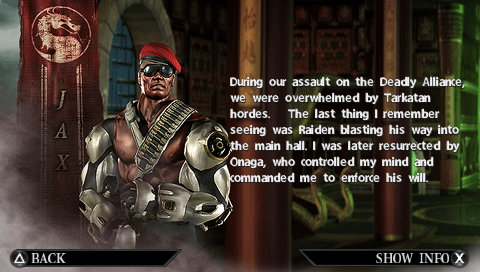 JAX
During our assault on the Deadly Alliance,
we were overwhelmed by Tarkatan
hordes. The last thing I remember
seeing was Raiden blasting his way into
the main hall. I was later resurrected by
Onaga, who controlled my mind and
commanded me to enforce his will.
BACK
SHOW INFO X